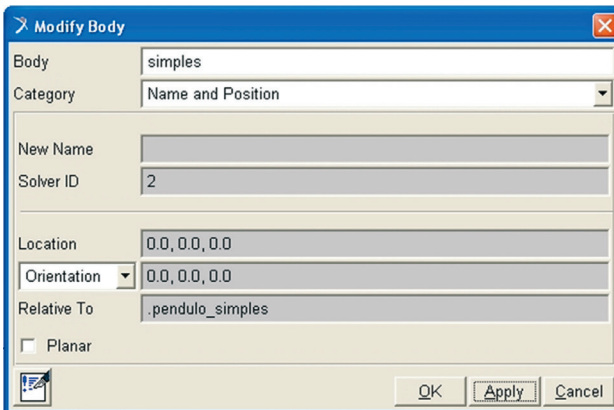 Modify Body
Body simples
Category Name and Position
New Name
Solver ID 2
Location 0.0, 0.0, 0.0
Orientation 0.0, 0.0, 0.0
Relative To .pendulo_simples
Planar
OK Apply Cancel